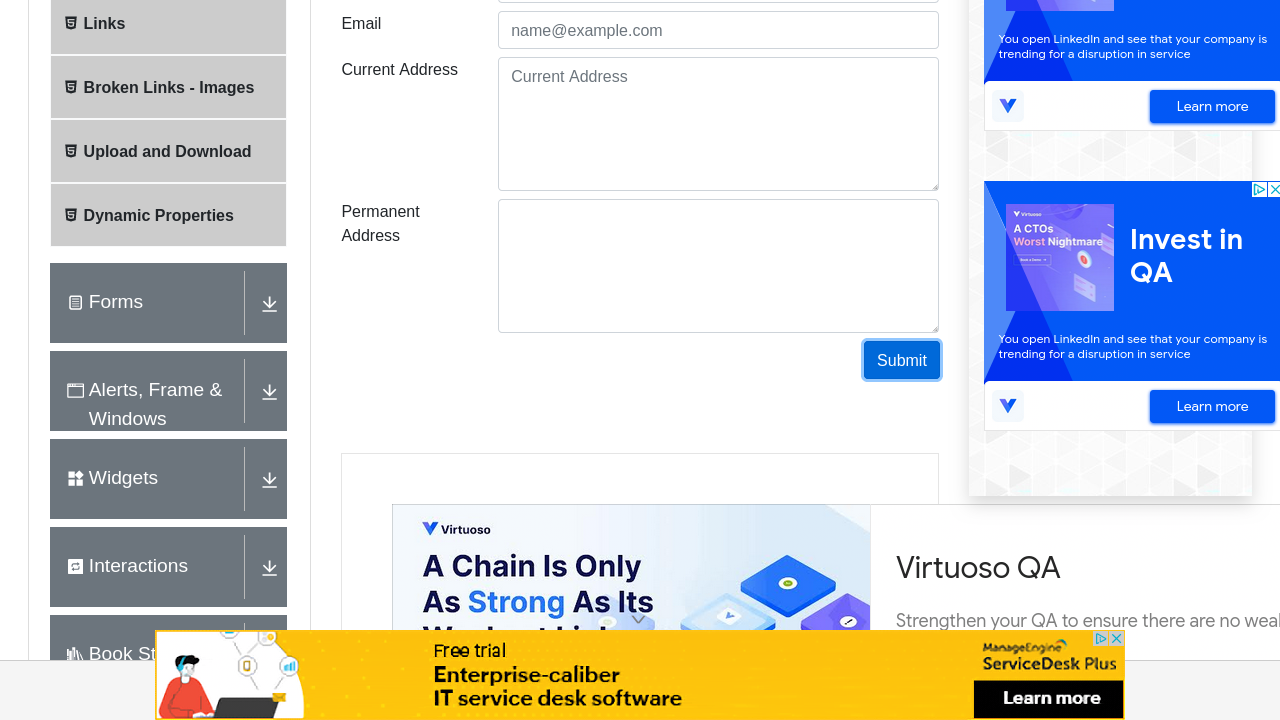 Links
Broken Links - Images
Upload and Download
Dynamic Properties
Forms
Alerts, Frame &
Windows
Widgets
Interactions
Book St
Email
name@example.com
Current Address
Current Address
Permanent
Address
Submit
You open LinkedIn and see that your company is
trending for a disruption in service
Learn more
Virtuoso
A CTOs
Worst Nightmare
Invest in
QA
You open LinkedIn and see that your company is
trending for a disruption in service
Learn more
Virtuoso
A Chain Is Only
As Strong As Its
Virtuoso QA
Strengthen your QA to ensure there are no weal
Free trial
Enterprise-caliber
IT service desk software
ManageEngine
ServiceDesk Plus
Learn more